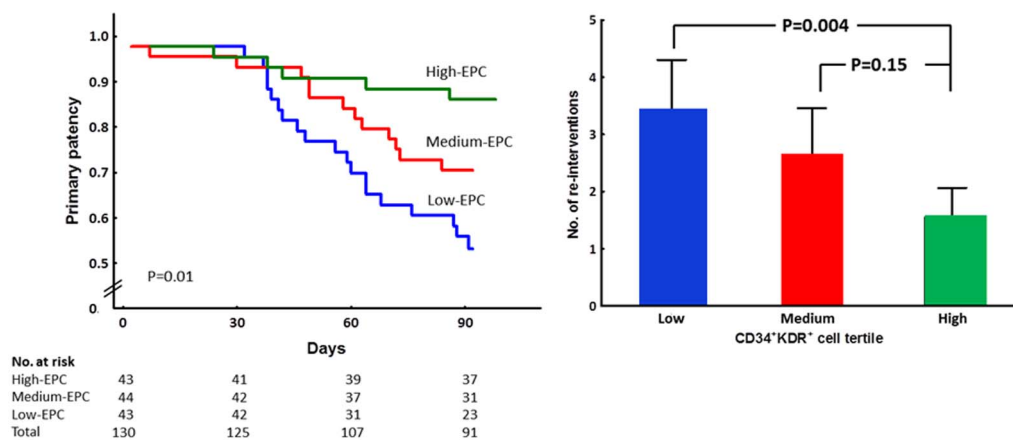 1.0
0.9
0.8
0.7
0.6
0.5
0.
Primary patency
High-EPC
Medium-EPC
Low-EPC
P=0.01
0 30 60 90
Days
No. at risk
High-EPC 43 41 39 37
Medium-EPC 44 42 37 31
Low-EPC 43 42 31 23
Total 130 125 107 91
5
4
3
2
1
0
No. of re-interventions
P=0.004
P=0.15
Low Medium High
CD34⁺KDR⁺ cell tertile